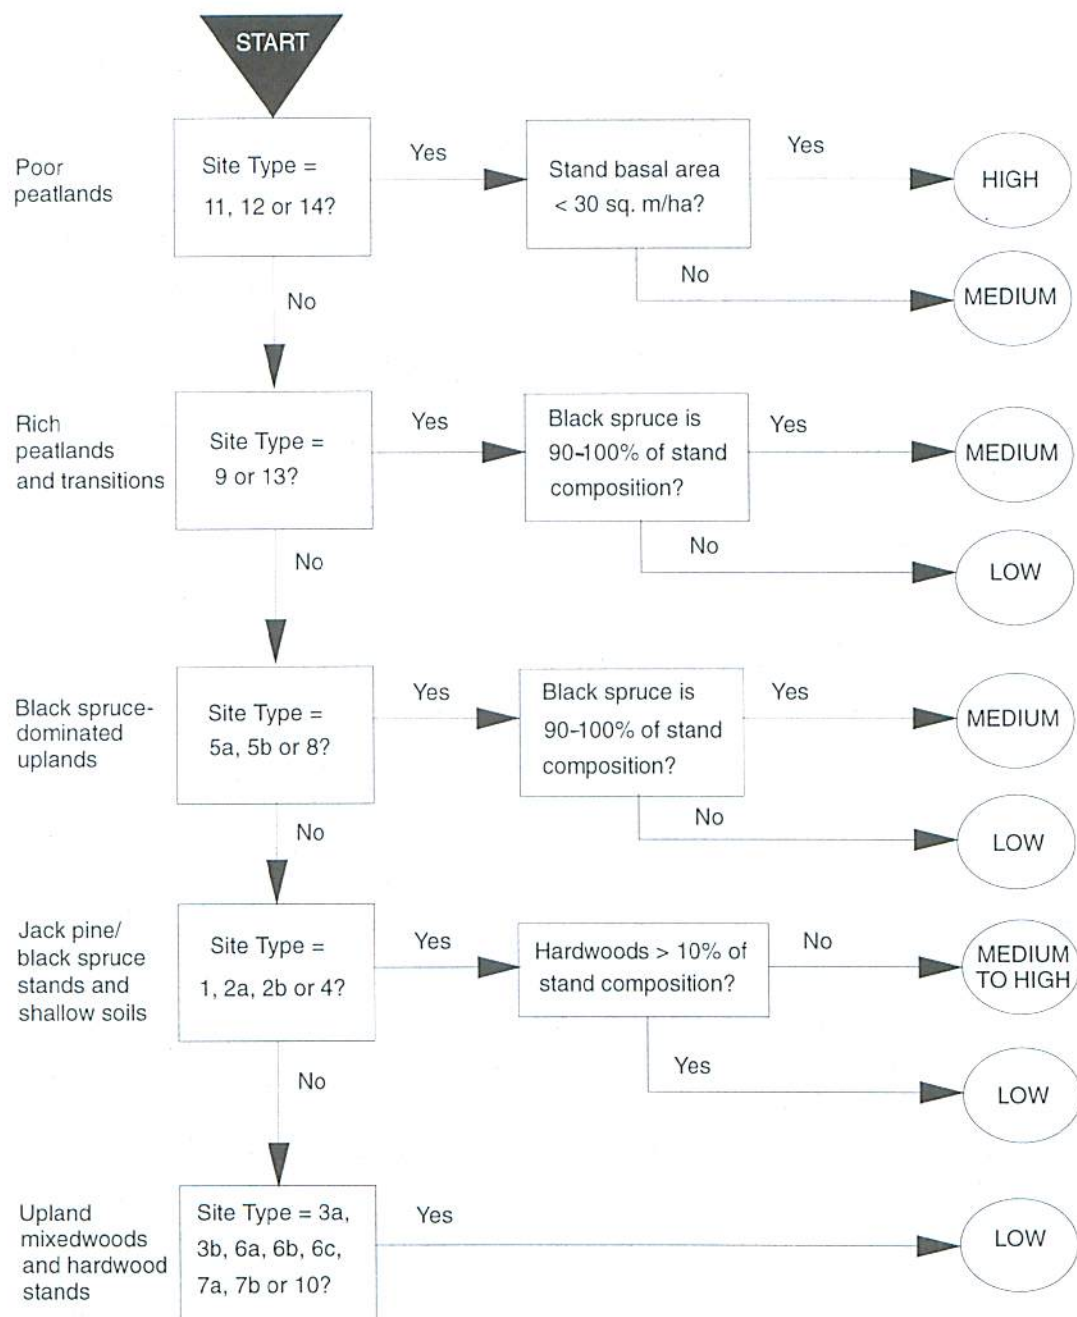 START
Poor
peatlands
Site Type =
11, 12 or 14?
Yes
Stand basal area
< 30 sq. m/ha?
Yes
HIGH
No
MEDIUM
No
Rich
peatlands
and transitions
Site Type =
9 or 13?
Yes
Black spruce is
90-100% of stand
composition?
Yes
MEDIUM
No
LOW
No
Black spruce-
dominated
uplands
Site Type =
5a, 5b or 8?
Yes
Black spruce is
90-100% of stand
composition?
Yes
MEDIUM
No
LOW
No
Jack pine/
black spruce
stands and
shallow soils
Site Type =
1, 2a, 2b or 4?
Yes
Hardwoods > 10% of
stand composition?
No
MEDIUM
TO HIGH
Yes
LOW
No
Upland
mixedwoods
and hardwood
stands
Site Type = 3a,
3b, 6a, 6b, 6c,
7a, 7b or 10?
Yes
LOW